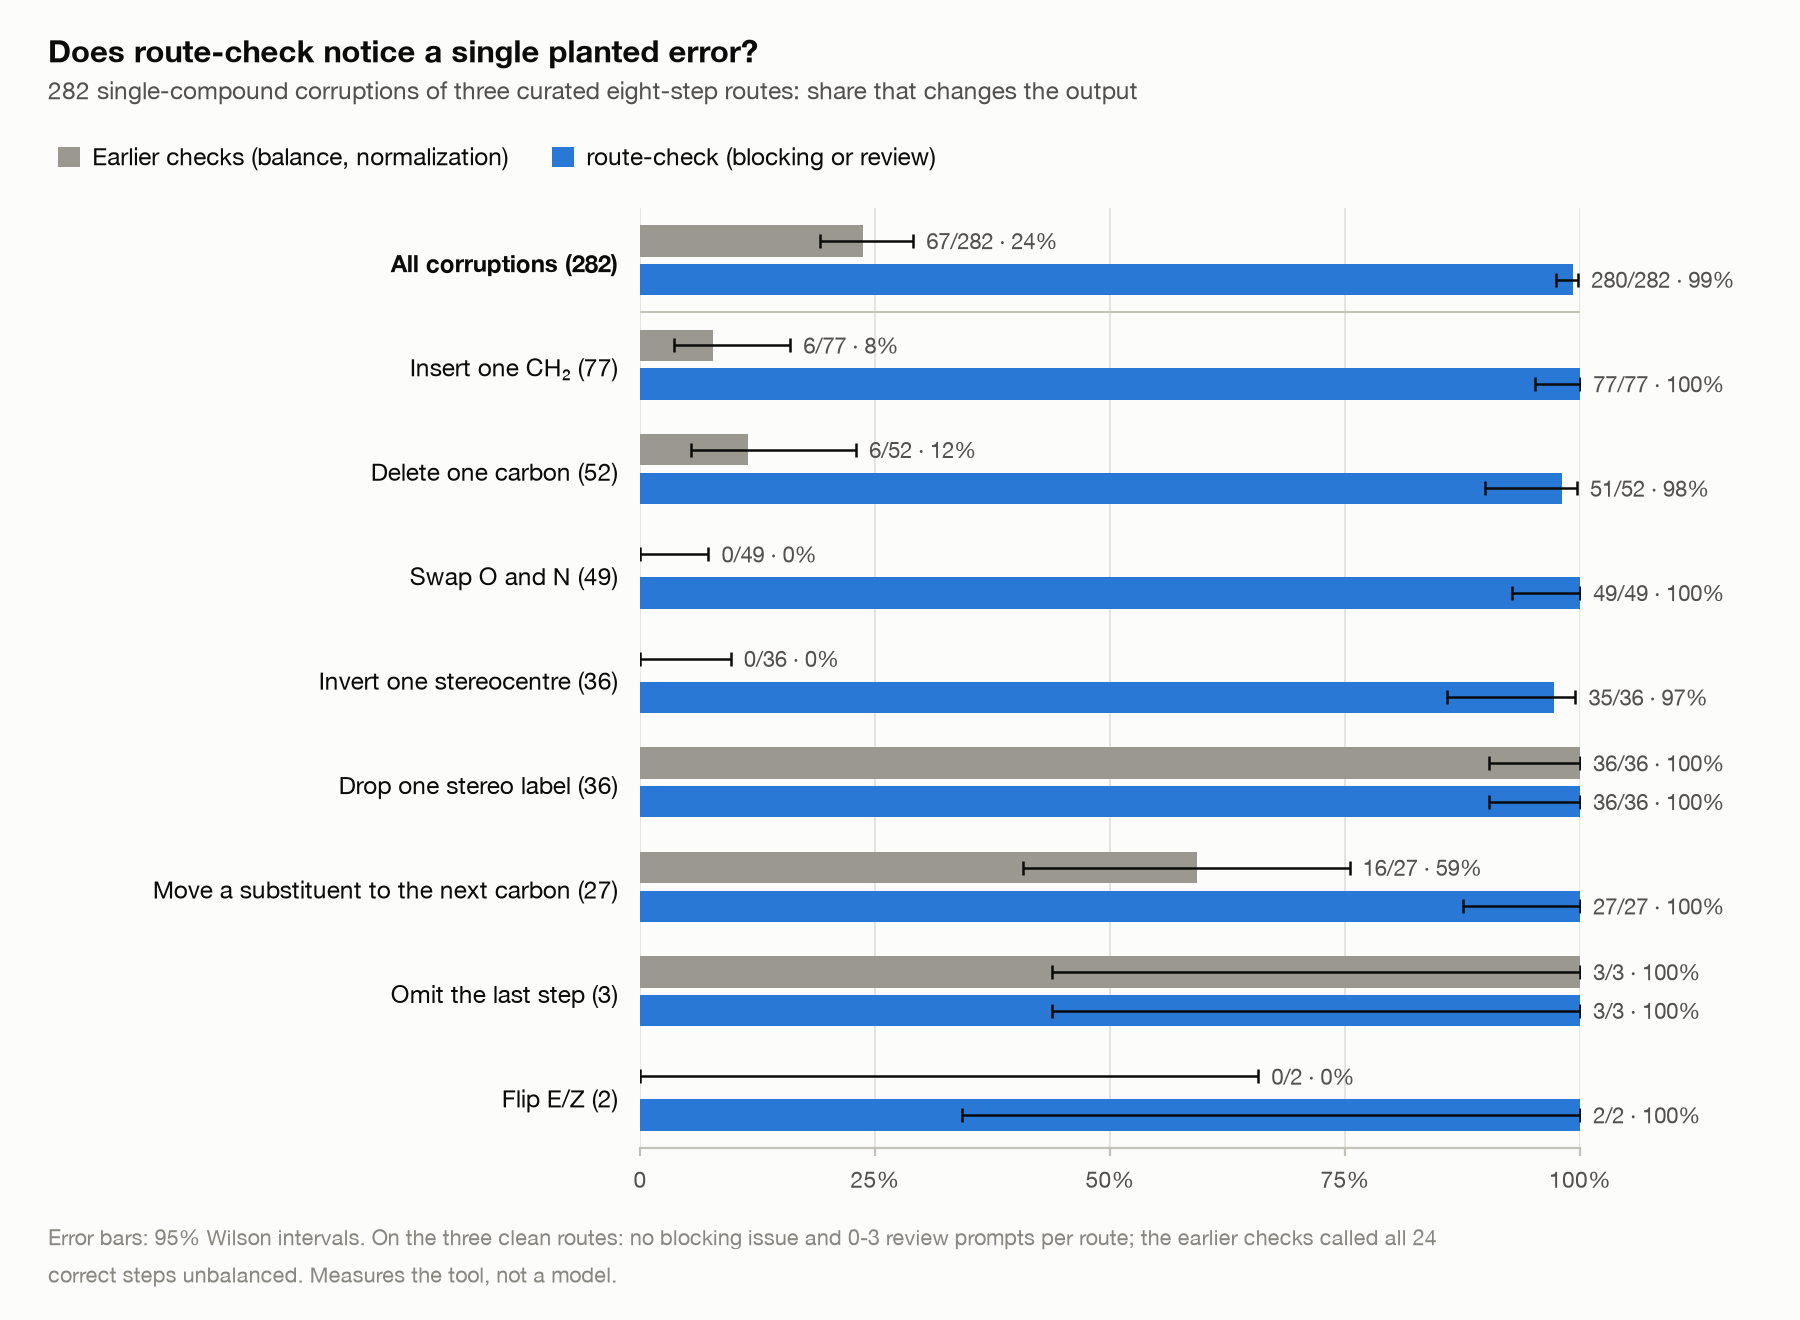 Does route-check notice a single planted error?
282 single-compound corruptions of three curated eight-step routes: share that changes the output
Earlier checks (balance, normalization)
route-check (blocking or review)
All corruptions (282)
67/282 · 24%
280/282 · 99%
Insert one CH₂ (77)
6/77 · 8%
77/77 · 100%
Delete one carbon (52)
6/52 · 12%
51/52 · 98%
Swap O and N (49)
0/49 · 0%
49/49 · 100%
Invert one stereocentre (36)
0/36 · 0%
35/36 · 97%
Drop one stereo label (36)
36/36 · 100%
36/36 · 100%
Move a substituent to the next carbon (27)
16/27 · 59%
27/27 · 100%
Omit the last step (3)
3/3 · 100%
3/3 · 100%
Flip E/Z (2)
0/2 · 0%
2/2 · 100%
0 25% 50% 75% 100%
Error bars: 95% Wilson intervals. On the three clean routes: no blocking issue and 0-3 review prompts per route; the earlier checks called all 24
correct steps unbalanced. Measures the tool, not a model.